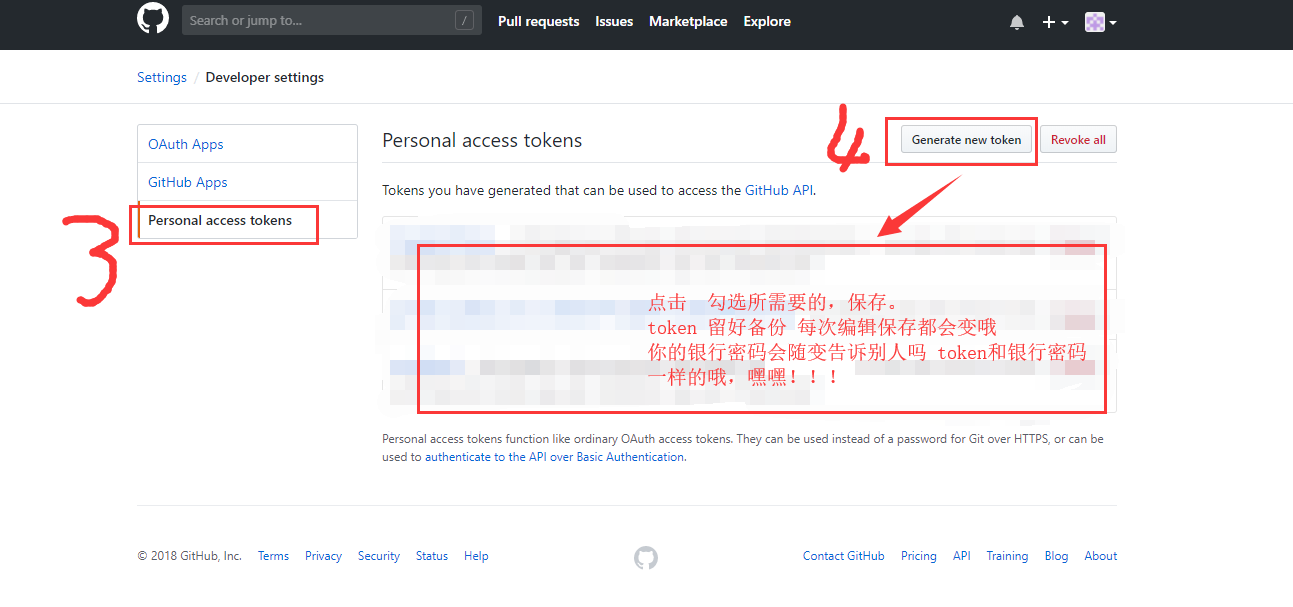 Search or jump to...
/
Pull requests
Issues
Marketplace
Explore
Settings / Developer settings
4
OAuth Apps
GitHub Apps
Personal access tokens
3
Personal access tokens
Generate new token
Revoke all
Tokens you have generated that can be used to access the GitHub API.
点击 勾选所需要的，保存。
token 留好备份 每次编辑保存都会变哦
你的银行密码会随变告诉别人吗 token和银行密码
一样的哦，嘿嘿！！！
Personal access tokens function like ordinary OAuth access tokens. They can be used instead of a password for Git over HTTPS, or can be
used to authenticate to the API over Basic Authentication.
© 2018 GitHub, Inc.
Terms
Privacy
Security
Status
Help
Contact GitHub
Pricing
API
Training
Blog
About